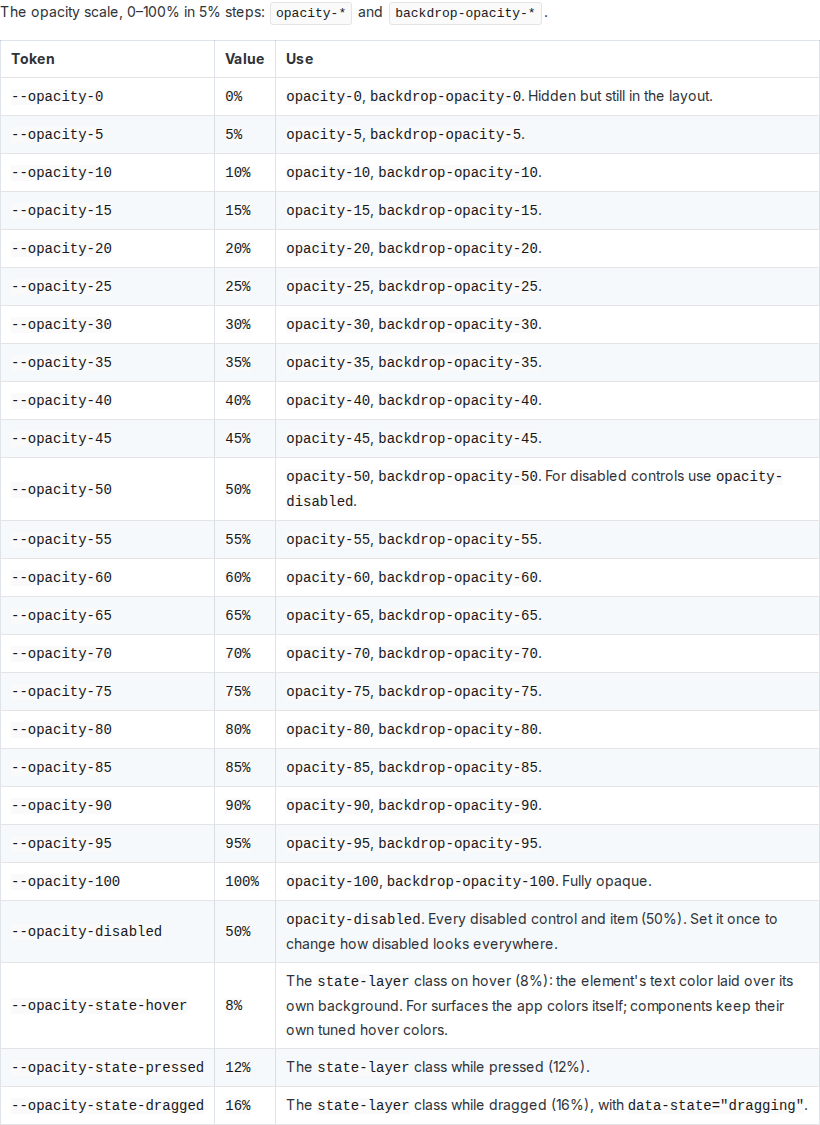 The opacity scale, 0–100% in 5% steps: opacity-* and backdrop-opacity-*.
Token Value Use
--opacity-0 0% opacity-0, backdrop-opacity-0. Hidden but still in the layout.
--opacity-5 5% opacity-5, backdrop-opacity-5.
--opacity-10 10% opacity-10, backdrop-opacity-10.
--opacity-15 15% opacity-15, backdrop-opacity-15.
--opacity-20 20% opacity-20, backdrop-opacity-20.
--opacity-25 25% opacity-25, backdrop-opacity-25.
--opacity-30 30% opacity-30, backdrop-opacity-30.
--opacity-35 35% opacity-35, backdrop-opacity-35.
--opacity-40 40% opacity-40, backdrop-opacity-40.
--opacity-45 45% opacity-45, backdrop-opacity-45.
--opacity-50 50% opacity-50, backdrop-opacity-50. For disabled controls use opacity-
disabled.
--opacity-55 55% opacity-55, backdrop-opacity-55.
--opacity-60 60% opacity-60, backdrop-opacity-60.
--opacity-65 65% opacity-65, backdrop-opacity-65.
--opacity-70 70% opacity-70, backdrop-opacity-70.
--opacity-75 75% opacity-75, backdrop-opacity-75.
--opacity-80 80% opacity-80, backdrop-opacity-80.
--opacity-85 85% opacity-85, backdrop-opacity-85.
--opacity-90 90% opacity-90, backdrop-opacity-90.
--opacity-95 95% opacity-95, backdrop-opacity-95.
--opacity-100 100% opacity-100, backdrop-opacity-100. Fully opaque.
--opacity-disabled 50% opacity-disabled. Every disabled control and item (50%). Set it once to
change how disabled looks everywhere.
--opacity-state-hover 8% The state-layer class on hover (8%): the element's text color laid over its
own background. For surfaces the app colors itself; components keep their
own tuned hover colors.
--opacity-state-pressed 12% The state-layer class while pressed (12%).
--opacity-state-dragged 16% The state-layer class while dragged (16%), with data-state="dragging".